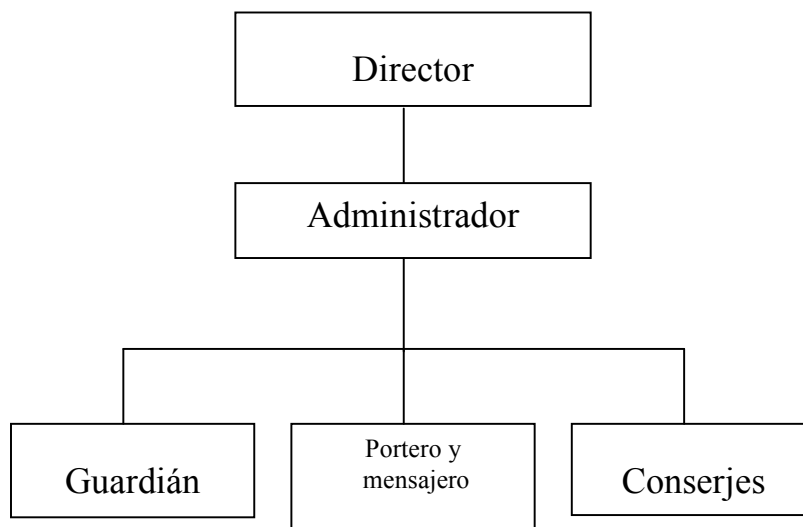 Director
Administrador
Guardián
Portero y
mensajero
Conserjes